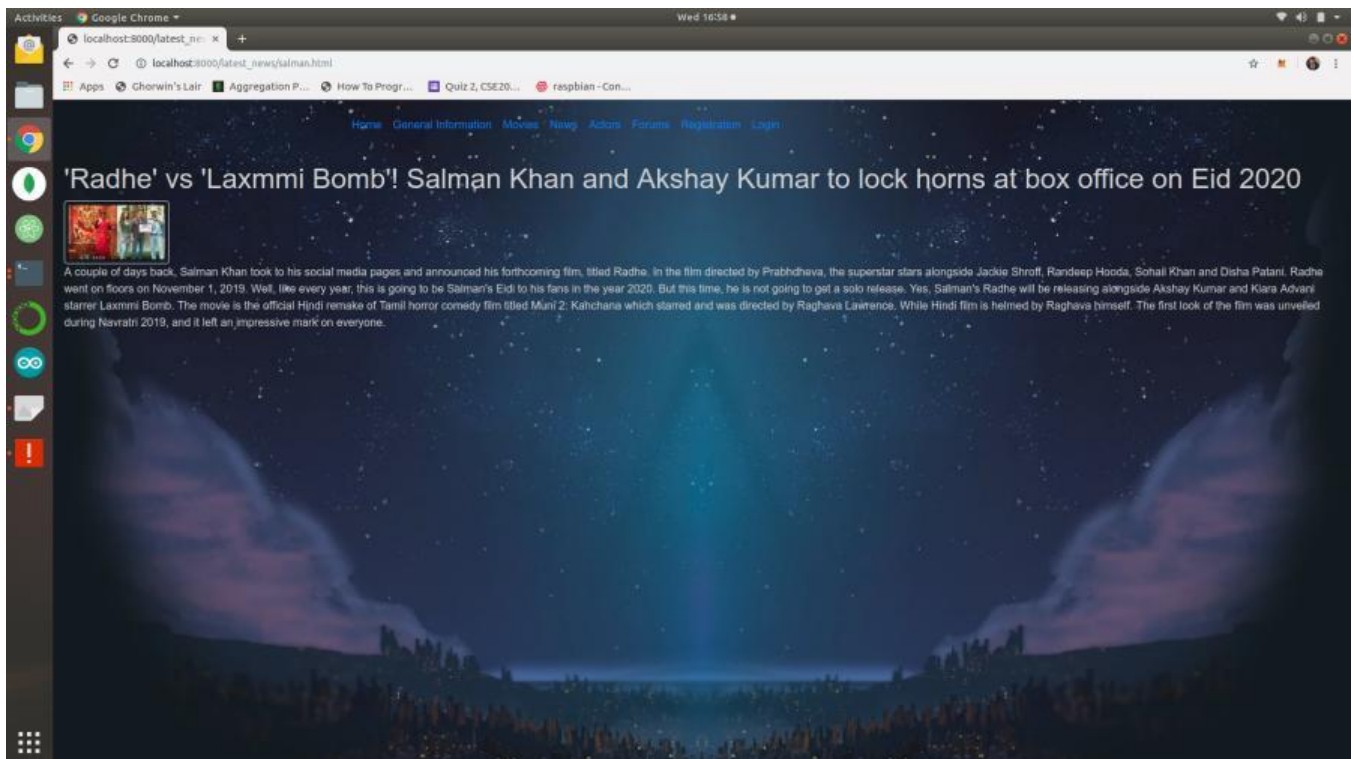 Activities Google Chrome Wed 16:58
localhost:8000/latest_ne
localhost:8000/latest_news/salman.html
Apps Ghorwin's Lair Aggregation P... How To Progr... Quiz 2, CSE20... raspbian - Con...
Home General Information Movies News Actors Forums Registration Login
'Radhe' vs 'Laxmmi Bomb'! Salman Khan and Akshay Kumar to lock horns at box office on Eid 2020
A couple of days back, Salman Khan took to his social media pages and announced his forthcoming film, titled Radhe. In the film directed by Prabhdheva, the superstar stars alongside Jackie Shroff, Randeep Hooda, Sohail Khan and Disha Patani. Radhe
went on floors on November 1, 2019. Well, like every year, this is going to be Salman's Eidi to his fans in the year 2020. But this time, he is not going to get a solo release. Yes, Salman's Radhe will be releasing alongside Akshay Kumar and Kiara Advani
starrer Laxmmi Bomb. The movie is the official Hindi remake of Tamil horror comedy film titled Muni 2: Kahchana which starred and was directed by Raghava Lawrence. While Hindi film is helmed by Raghava himself. The first look of the film was unveiled
during Navratri 2019, and it left an impressive mark on everyone.